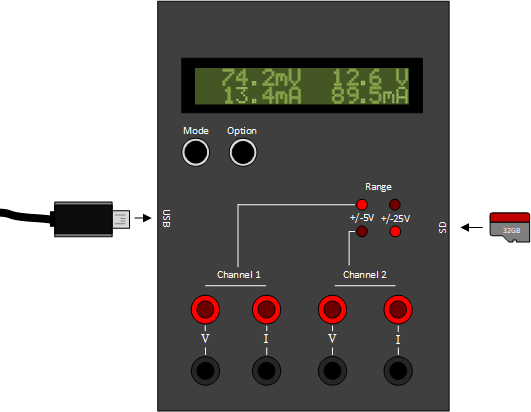 74.2mV 12.6 V
13.4mA 89.5mA
Mode Option
Range
+/-5V +/-25V
USB
SD
32GB
Channel 1 Channel 2
V I V I